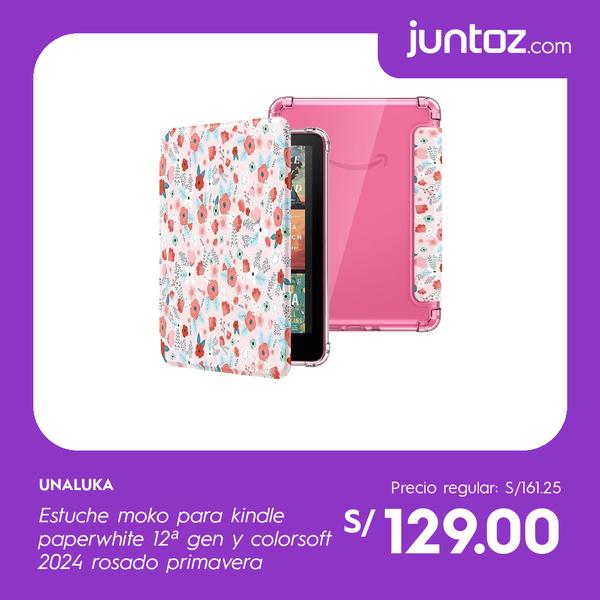 juntoz.com
UNALUKA
Estuche moko para kindle
paperwhite 12ª gen y colorsoft
2024 rosado primavera
Precio regular: S/161.25
S/129.00